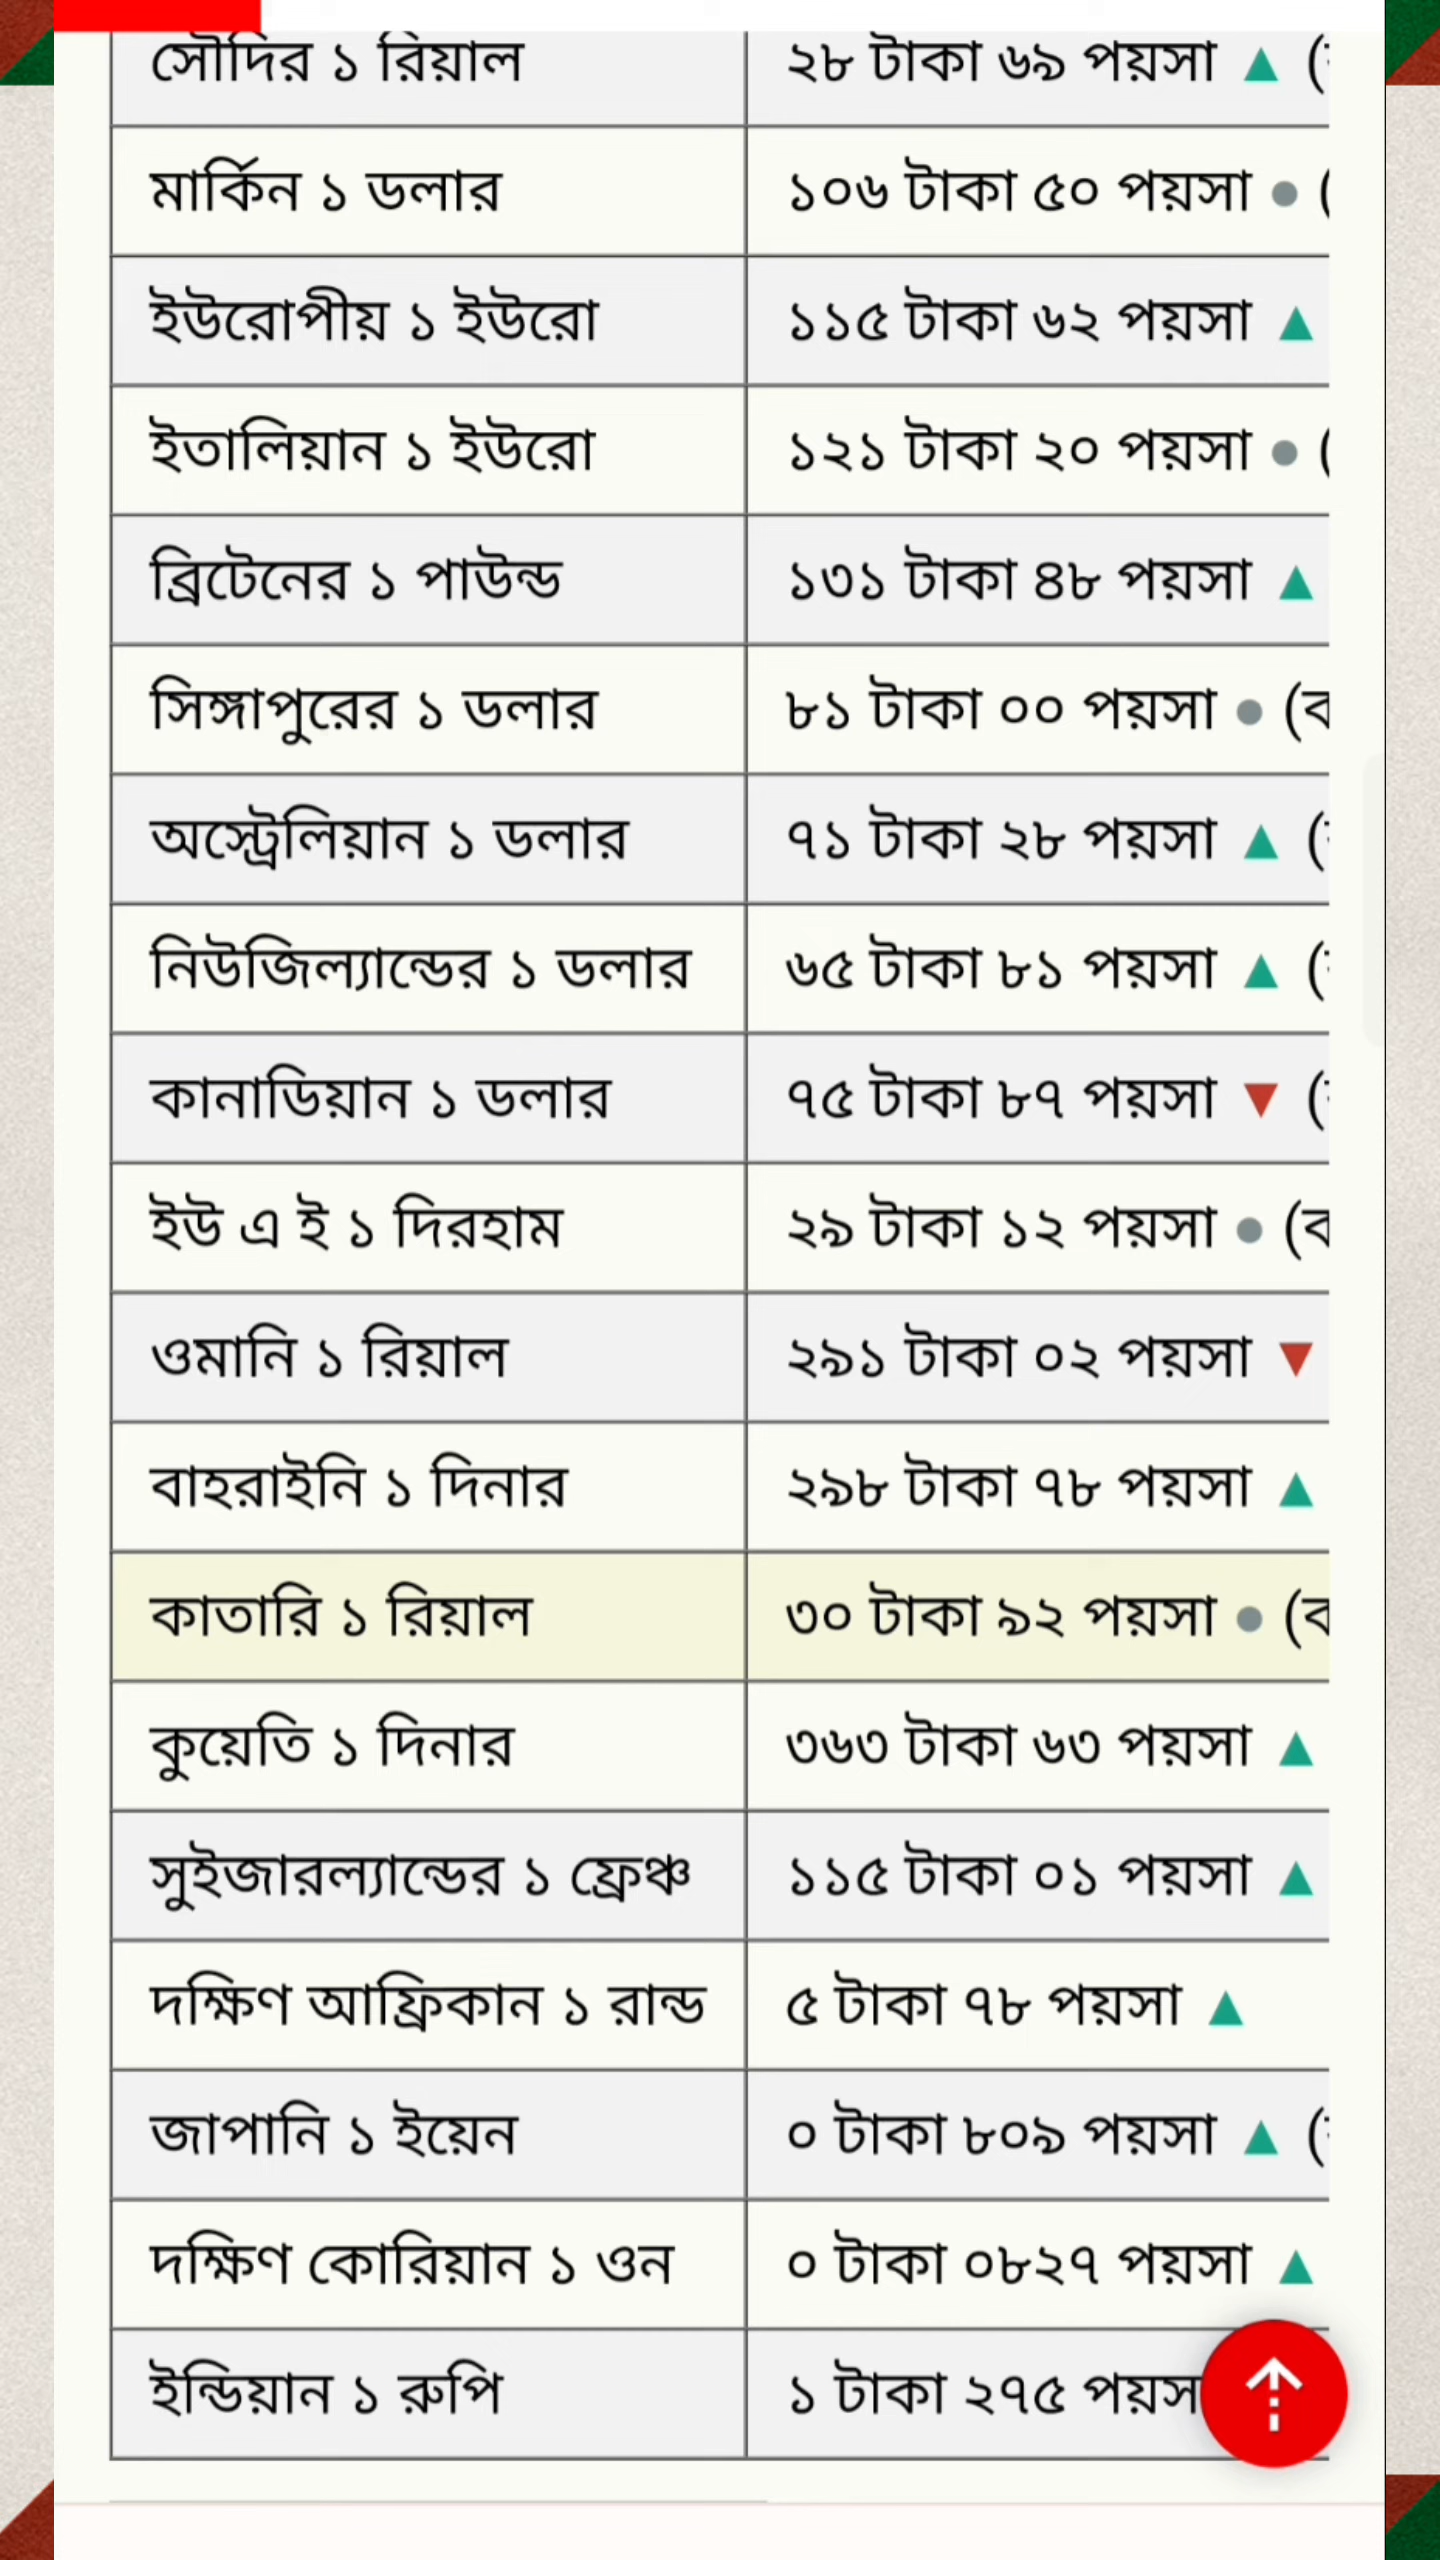 সৌদির ১ রিয়াল ২৮ টাকা ৬৯ পয়সা ▲ (
মার্কিন ১ ডলার ১০৬ টাকা ৫০ পয়সা ● (
ইউরোপীয় ১ ইউরো ১১৫ টাকা ৬২ পয়সা ▲
ইতালিয়ান ১ ইউরো ১২১ টাকা ২০ পয়সা ● (
ব্রিটেনের ১ পাউন্ড ১৩১ টাকা ৪৮ পয়সা ▲
সিঙ্গাপুরের ১ ডলার ৮১ টাকা ০০ পয়সা ● (
অস্ট্রেলিয়ান ১ ডলার ৭১ টাকা ২৮ পয়সা ▲ (
নিউজিল্যান্ডের ১ ডলার ৬৫ টাকা ৮১ পয়সা ▲ (
কানাডিয়ান ১ ডলার ৭৫ টাকা ৮৭ পয়সা ▼ (
ইউ এ ই ১ দিরহাম ২৯ টাকা ১২ পয়সা ● (
ওমানি ১ রিয়াল ২৯১ টাকা ০২ পয়সা ▼
বাহরাইনি ১ দিনার ২৯৮ টাকা ৭৮ পয়সা ▲
কাতারি ১ রিয়াল ৩০ টাকা ৯২ পয়সা ● (
কুয়েতি ১ দিনার ৩৬৩ টাকা ৬৩ পয়সা ▲
সুইজারল্যান্ডের ১ ফ্রেঞ্চ ১১৫ টাকা ০১ পয়সা ▲
দক্ষিণ আফ্রিকান ১ রান্ড ৫ টাকা ৭৮ পয়সা ▲
জাপানি ১ ইয়েন ০ টাকা ৮০৯ পয়সা ▲ (
দক্ষিণ কোরিয়ান ১ ওন ০ টাকা ০৮২৭ পয়সা ▲
ইন্ডিয়ান ১ রুপি ১ টাকা ২৭৫ পয়স